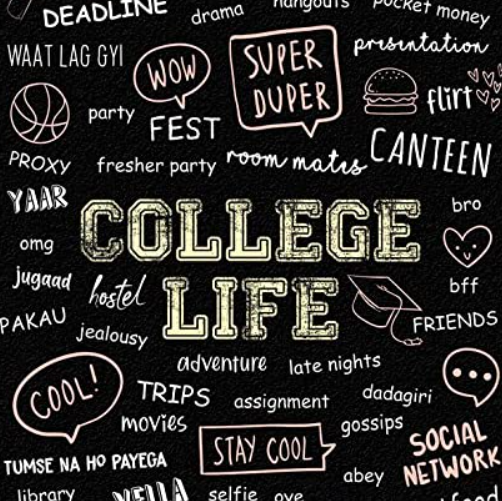 DEADLINE
drama
hangouts
pocket money
WAAT LAG GYI
WOW
SUPER
DUPER
presentation
flirt
party
FEST
CANTEEN
PROXY
fresher party
room mates
YAAR
COLLEGE
bro
omg
jugaad
hostel
LIFE
bff
PAKAU
jealousy
FRIENDS
adventure
late nights
COOL!
TRIPS
assignment
dadagiri
movies
gossips
STAY COOL
SOCIAL
NETWORK
TUMSE NA HO PAYEGA
abey
library
VELLA
selfie
oye